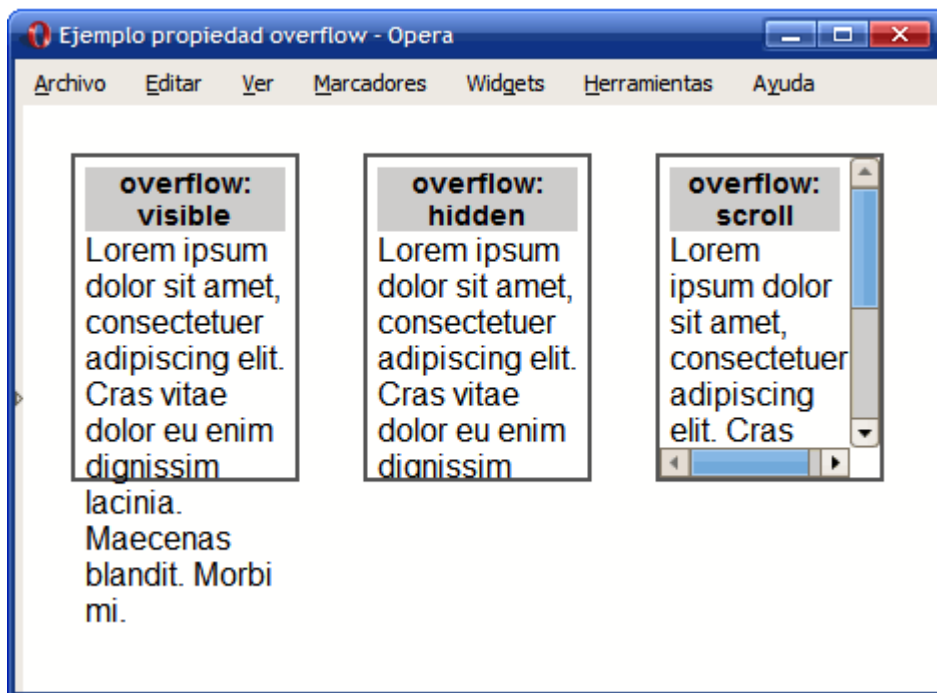 Ejemplo propiedad overflow - Opera
Archivo Editar Ver Marcadores Widgets Herramientas Ayuda
overflow:
visible
Lorem ipsum
dolor sit amet,
consectetuer
adipiscing elit.
Cras vitae
dolor eu enim
dignissim
lacinia.
Maecenas
blandit. Morbi
mi.
overflow:
hidden
Lorem ipsum
dolor sit amet,
consectetuer
adipiscing elit.
Cras vitae
dolor eu enim
dignissim
overflow:
scroll
Lorem
ipsum dolor
sit amet,
consectetuer
adipiscing
elit. Cras